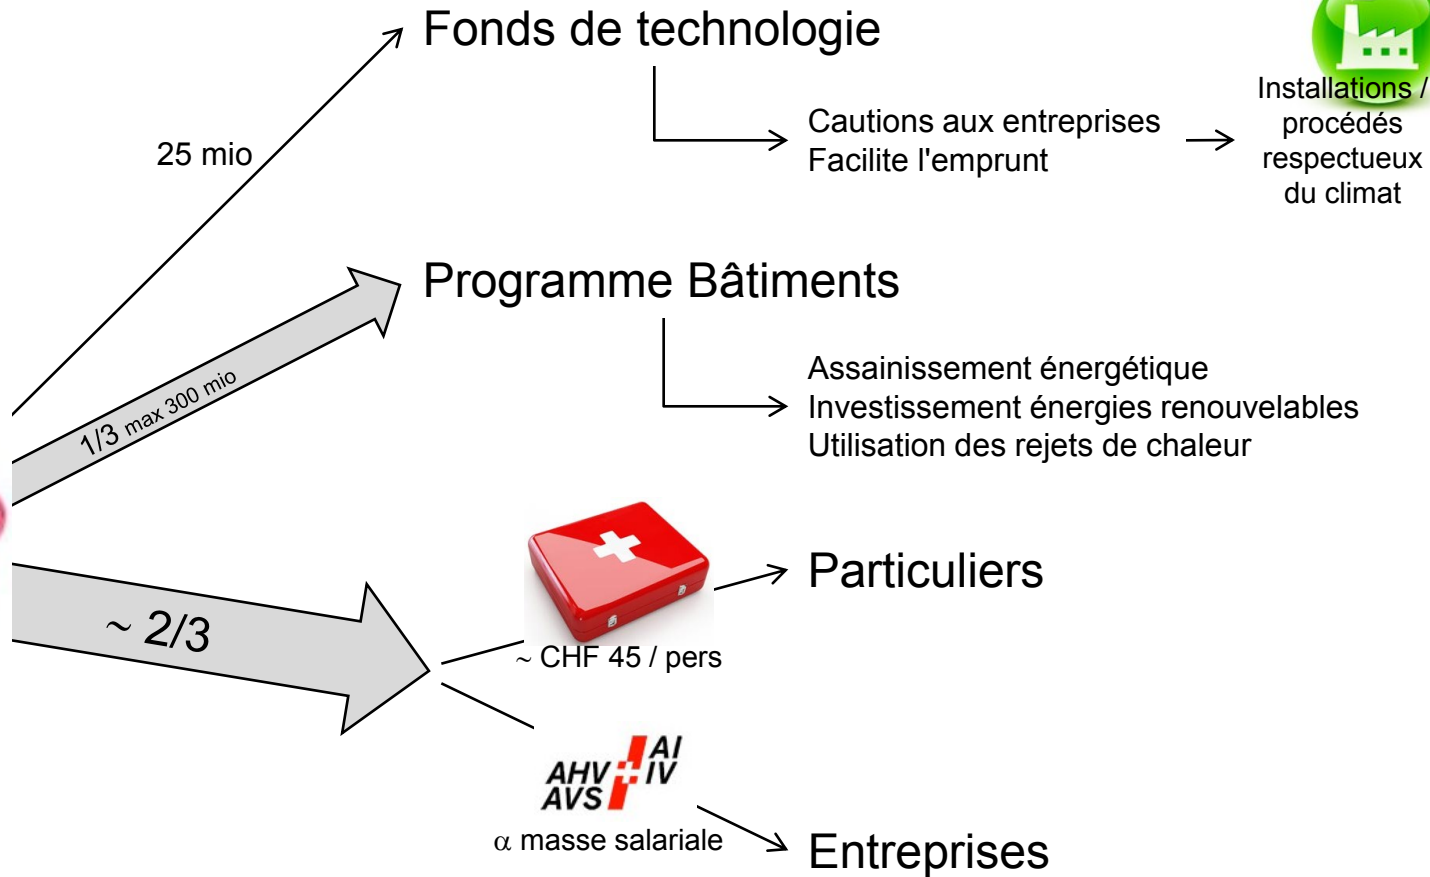 Fonds de technologie
25 mio
Cautions aux entreprises
Facilite l'emprunt
Installations /
procédés
respectueux
du climat
Programme Bâtiments
1/3 max 300 mio
Assainissement énergétique
Investissement énergies renouvelables
Utilisation des rejets de chaleur
~ 2/3
Particuliers
~ CHF 45 / pers
AHV AI
AVS IV
α masse salariale
Entreprises